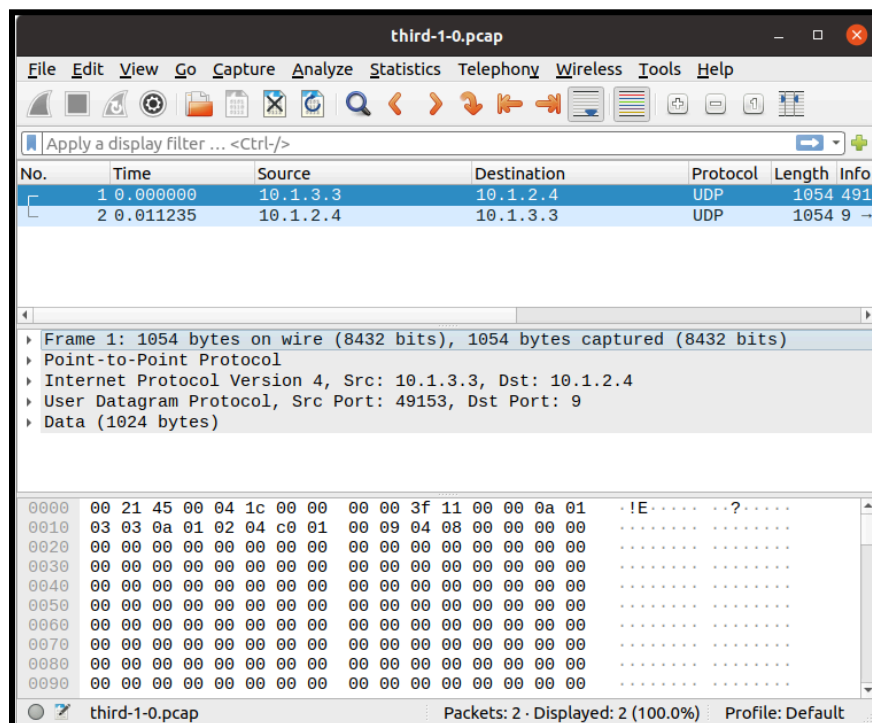 third-1-0.pcap
File Edit View Go Capture Analyze Statistics Telephony Wireless Tools Help
Apply a display filter … <Ctrl-/>
No. Time Source Destination Protocol Length Info
1 0.000000 10.1.3.3 10.1.2.4 UDP 1054 491
2 0.011235 10.1.2.4 10.1.3.3 UDP 1054 9 →
Frame 1: 1054 bytes on wire (8432 bits), 1054 bytes captured (8432 bits)
Point-to-Point Protocol
Internet Protocol Version 4, Src: 10.1.3.3, Dst: 10.1.2.4
User Datagram Protocol, Src Port: 49153, Dst Port: 9
Data (1024 bytes)
0000 00 21 45 00 04 1c 00 00 00 00 3f 11 00 00 0a 01 ·!E····· ··?·····
0010 03 03 0a 01 02 04 c0 01 00 09 04 08 00 00 00 00 ········ ········
0020 00 00 00 00 00 00 00 00 00 00 00 00 00 00 00 00 ········ ········
0030 00 00 00 00 00 00 00 00 00 00 00 00 00 00 00 00 ········ ········
0040 00 00 00 00 00 00 00 00 00 00 00 00 00 00 00 00 ········ ········
0050 00 00 00 00 00 00 00 00 00 00 00 00 00 00 00 00 ········ ········
0060 00 00 00 00 00 00 00 00 00 00 00 00 00 00 00 00 ········ ········
0070 00 00 00 00 00 00 00 00 00 00 00 00 00 00 00 00 ········ ········
0080 00 00 00 00 00 00 00 00 00 00 00 00 00 00 00 00 ········ ········
0090 00 00 00 00 00 00 00 00 00 00 00 00 00 00 00 00 ········ ········
third-1-0.pcap Packets: 2 · Displayed: 2 (100.0%) Profile: Default